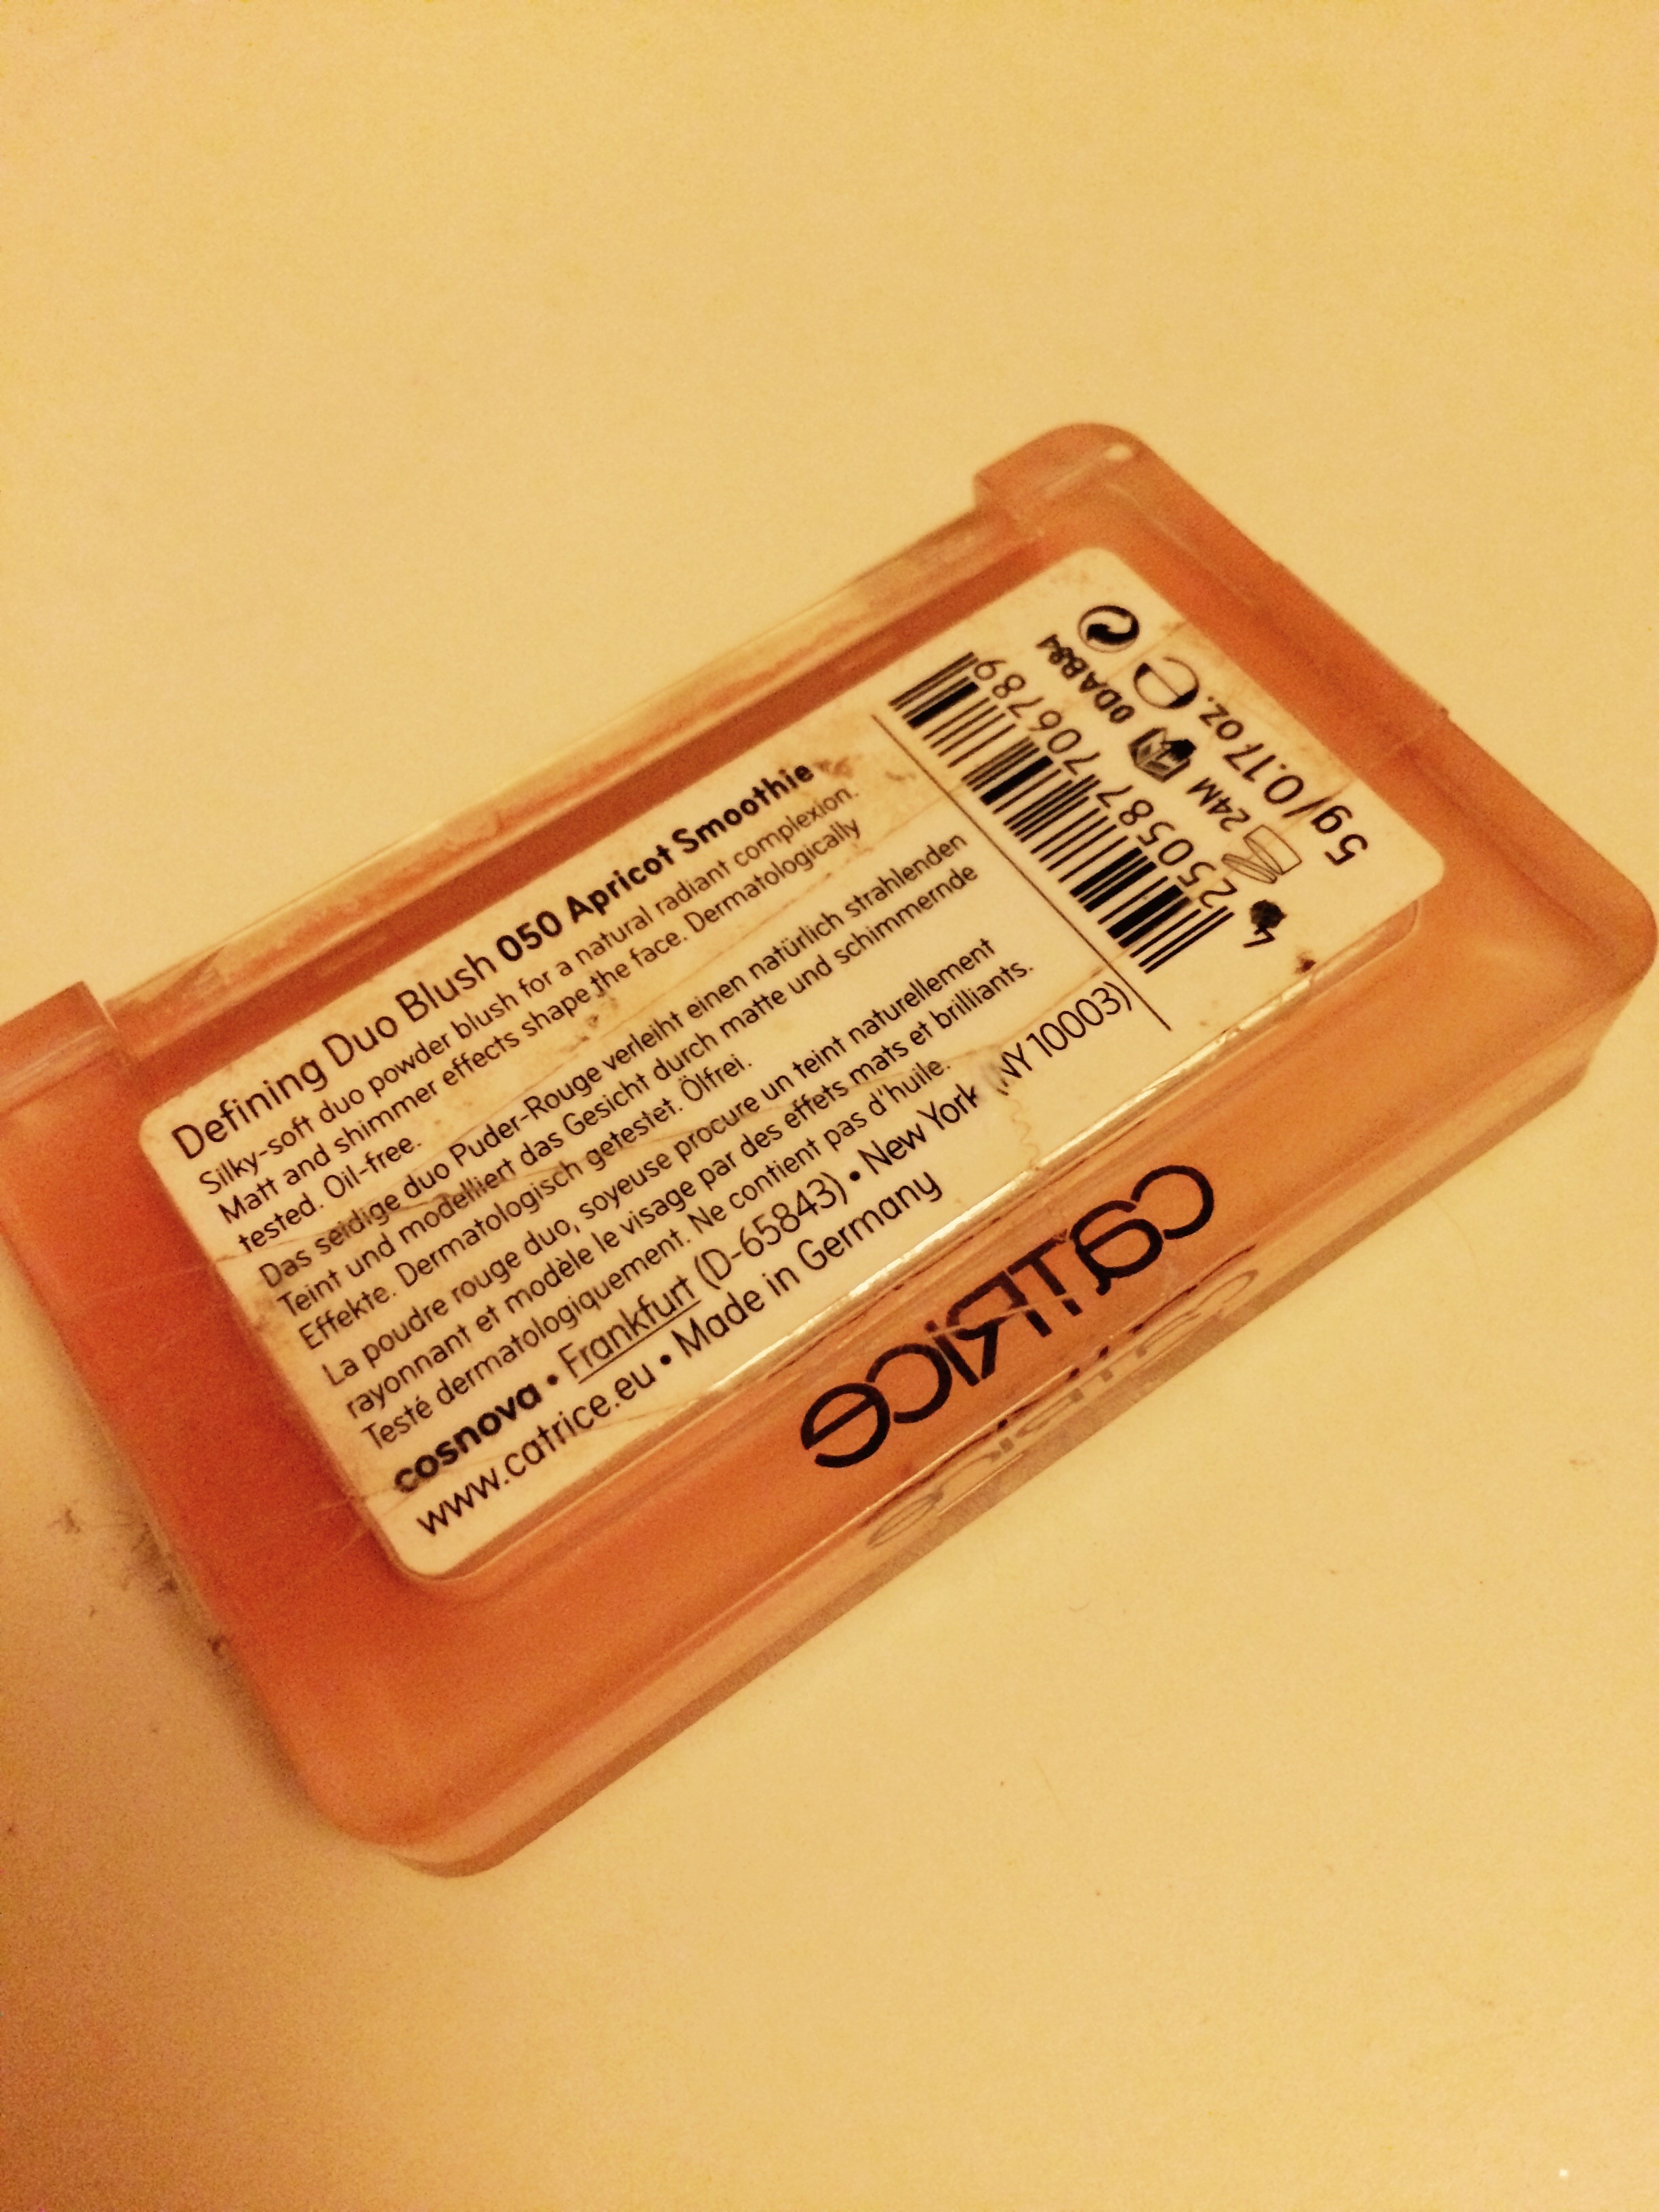 Defining Duo Blush 050 Apricot Smoothie
Silky-soft duo powder blush for a natural radiant complexion.
Matt and shimmer effects shape the face. Dermatologically
tested. Oil-free.
Das seidige duo Puder-Rouge verleiht einen natürlich strahlenden
Teint und modelliert das Gesicht durch matte und schimmernde
Effekte. Dermatologisch getestet. Ölfrei.
La poudre rouge duo, soyeuse procure un teint naturellement
rayonnant et modèle le visage par des effets mats et brilliants.
Testé dermatologiquement. Ne contient pas d'huile.
cosnova • Frankfurt (D-65843) • New York (NY 10003)
www.catrice.eu • Made in Germany
4 250587 706789
24M
5g/0.17oz. e
catrice